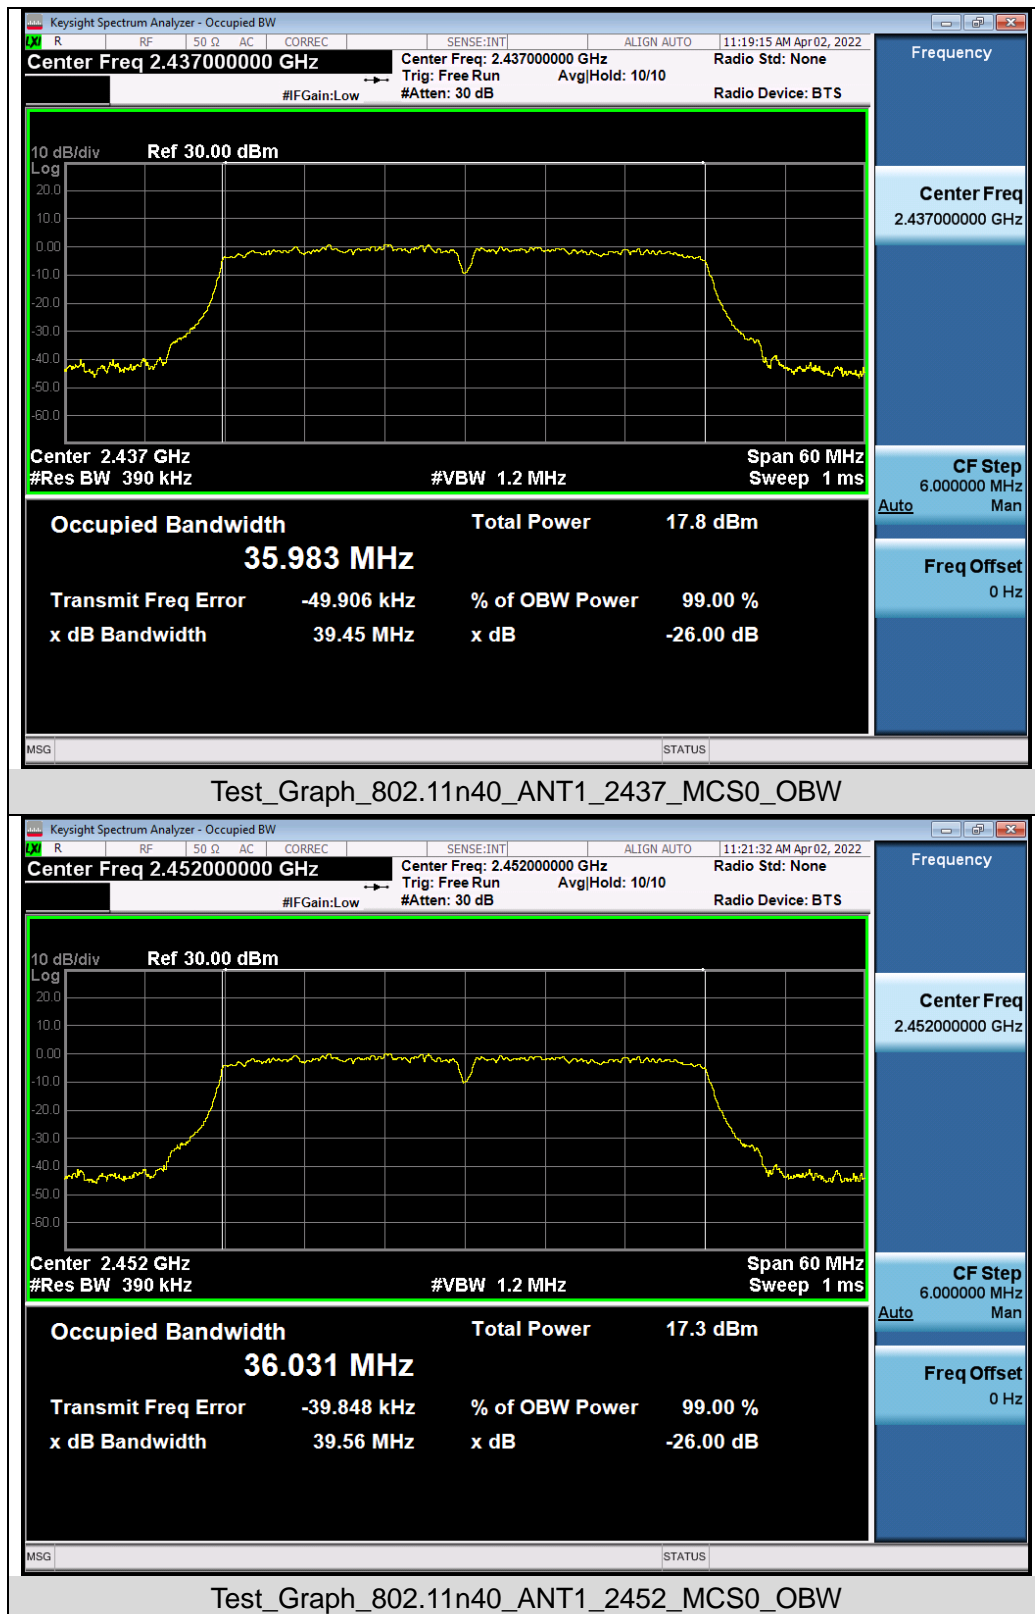 Keysight Spectrum Analyzer - Occupied BW
LXI R RF 50 Ω AC CORREC SENSE:INT ALIGN AUTO 11:19:15 AM Apr 02, 2022
Center Freq 2.437000000 GHz
Center Freq: 2.437000000 GHz
Radio Std: None
Trig: Free Run Avg|Hold: 10/10
#IFGain:Low #Atten: 30 dB Radio Device: BTS
Frequency
10 dB/div Ref 30.00 dBm
Log
20.0
10.0
0.00
-10.0
-20.0
-30.0
-40.0
-50.0
-60.0
Center 2.437 GHz Span 60 MHz
#Res BW 390 kHz #VBW 1.2 MHz Sweep 1 ms
Center Freq
2.437000000 GHz
CF Step
6.000000 MHz
Auto Man
Freq Offset
0 Hz
Occupied Bandwidth Total Power 17.8 dBm
35.983 MHz
Transmit Freq Error -49.906 kHz % of OBW Power 99.00 %
x dB Bandwidth 39.45 MHz x dB -26.00 dB
MSG STATUS
Test_Graph_802.11n40_ANT1_2437_MCS0_OBW
Keysight Spectrum Analyzer - Occupied BW
LXI R RF 50 Ω AC CORREC SENSE:INT ALIGN AUTO 11:21:32 AM Apr 02, 2022
Center Freq 2.452000000 GHz
Center Freq: 2.452000000 GHz
Radio Std: None
Trig: Free Run Avg|Hold: 10/10
#IFGain:Low #Atten: 30 dB Radio Device: BTS
Frequency
10 dB/div Ref 30.00 dBm
Log
20.0
10.0
0.00
-10.0
-20.0
-30.0
-40.0
-50.0
-60.0
Center 2.452 GHz Span 60 MHz
#Res BW 390 kHz #VBW 1.2 MHz Sweep 1 ms
Center Freq
2.452000000 GHz
CF Step
6.000000 MHz
Auto Man
Freq Offset
0 Hz
Occupied Bandwidth Total Power 17.3 dBm
36.031 MHz
Transmit Freq Error -39.848 kHz % of OBW Power 99.00 %
x dB Bandwidth 39.56 MHz x dB -26.00 dB
MSG STATUS
Test_Graph_802.11n40_ANT1_2452_MCS0_OBW